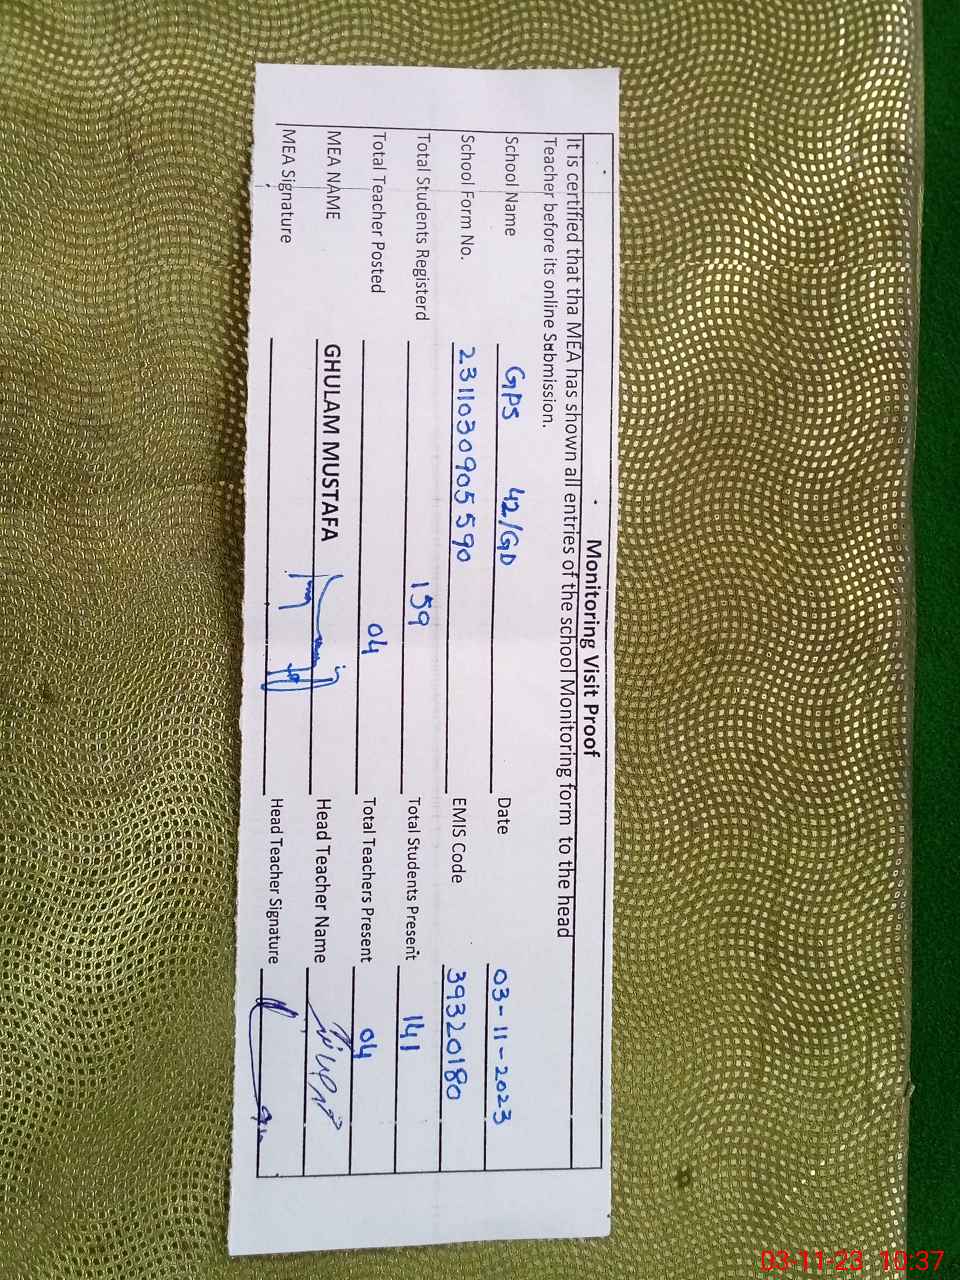 Monitoring Visit Proof
It is certified that tha MEA has shown all entries of the school Monitoring form to the head
Teacher before its online Submission.
School Name GPS 42/GD Date 03-11-2023
School Form No. 2311030905590 EMIS Code 39320180
Total Students Registerd 159 Total Students Present 141
Total Teacher Posted 04 Total Teachers Present 04
MEA NAME GHULAM MUSTAFA Head Teacher Name
MEA Signature Head Teacher Signature
03-11-23 10:37